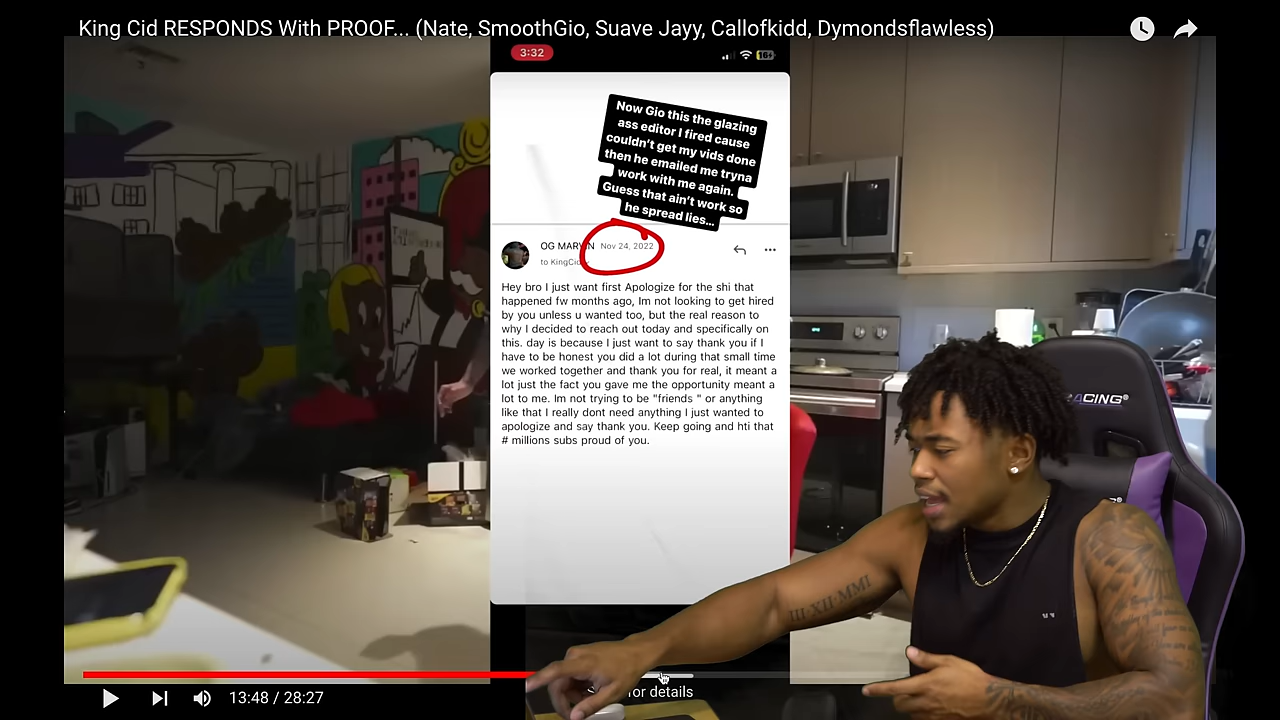 King Cid RESPONDS With PROOF... (Nate, SmoothGio, Suave Jayy, Callofkidd, Dymondsflawless)
3:32
16+
Now Gio this the glazing
ass editor I fired cause
couldn't get my vids done
then he emailed me tryna
work with me again.
Guess that ain't work so
he spread lies...
OG MARVIN Nov 24, 2022
to KingCid
Hey bro I just want first Apologize for the shi that
happened fw months ago, Im not looking to get hired
by you unless u wanted too, but the real reason to
why I decided to reach out today and specifically on
this. day is because I just want to say thank you if I
have to be honest you did a lot during that small time
we worked together and thank you for real, it meant a
lot just the fact you gave me the opportunity meant a
lot to me. Im not trying to be "friends " or anything
like that I really dont need anything I just wanted to
apologize and say thank you. Keep going and hti that
# millions subs proud of you.
RACING
III·XII·MMI
13:48 / 28:27
for details